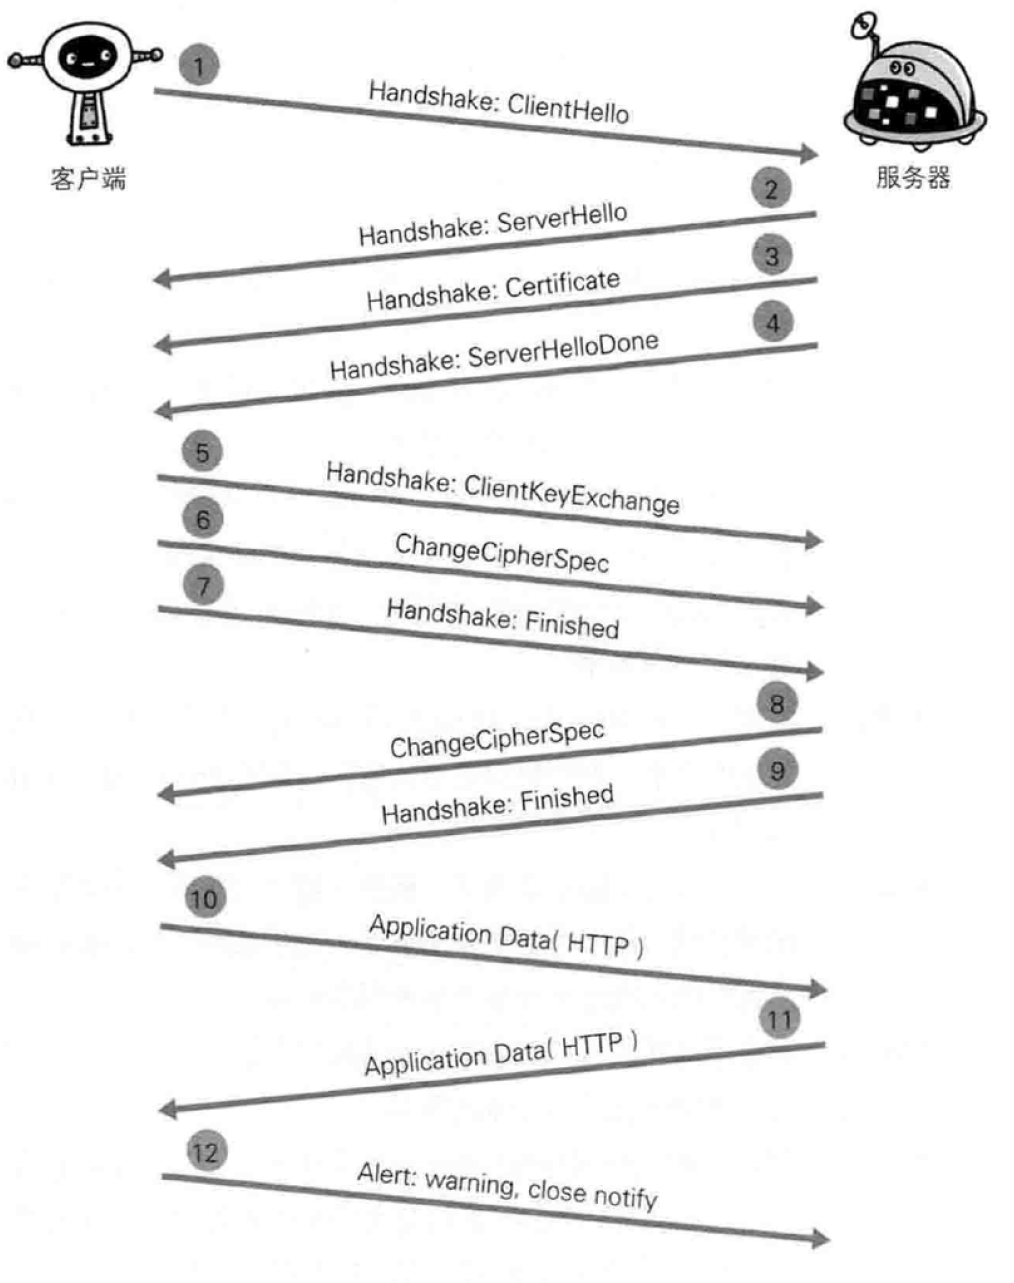 1
Handshake: ClientHello
客户端
服务器
2
Handshake: ServerHello
3
Handshake: Certificate
4
Handshake: ServerHelloDone
5
Handshake: ClientKeyExchange
6
ChangeCipherSpec
7
Handshake: Finished
8
ChangeCipherSpec
9
Handshake: Finished
10
Application Data( HTTP )
11
Application Data( HTTP )
12
Alert: warning, close notify